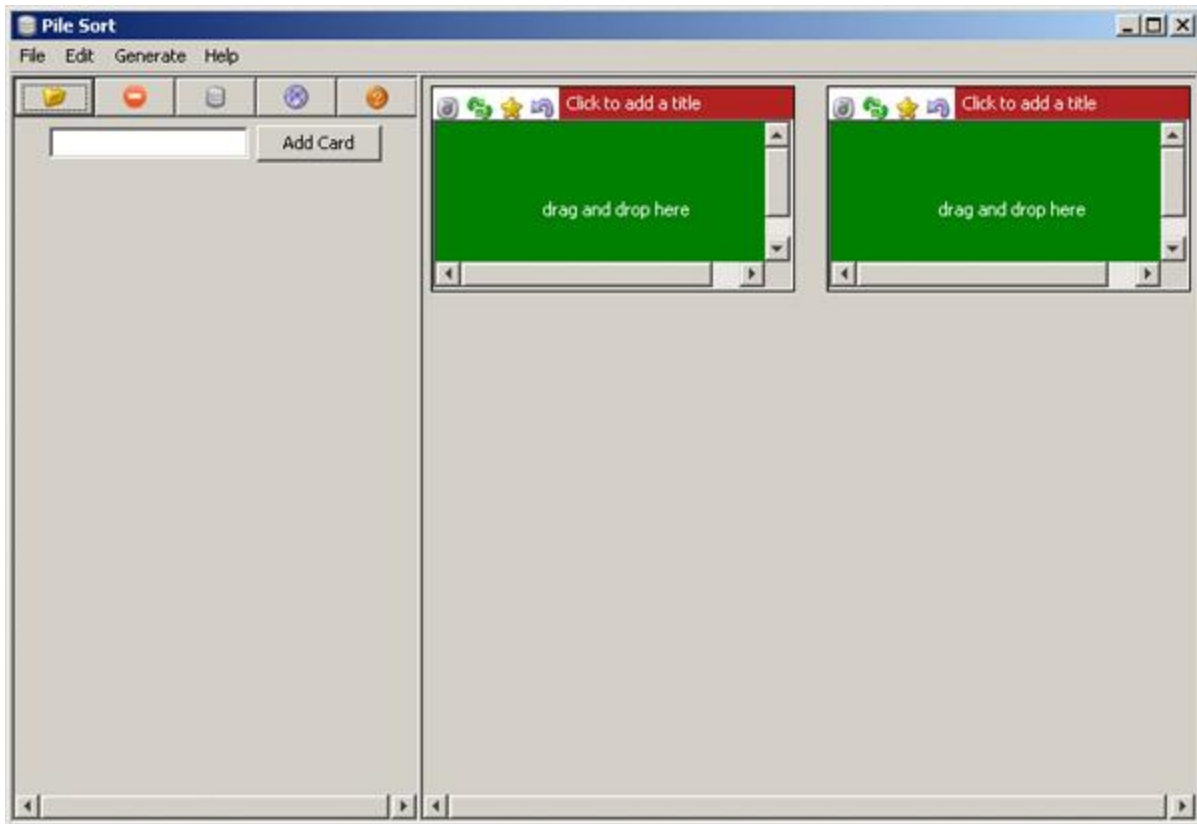 Pile Sort
File Edit Generate Help
Add Card
Click to add a title
drag and drop here
Click to add a title
drag and drop here